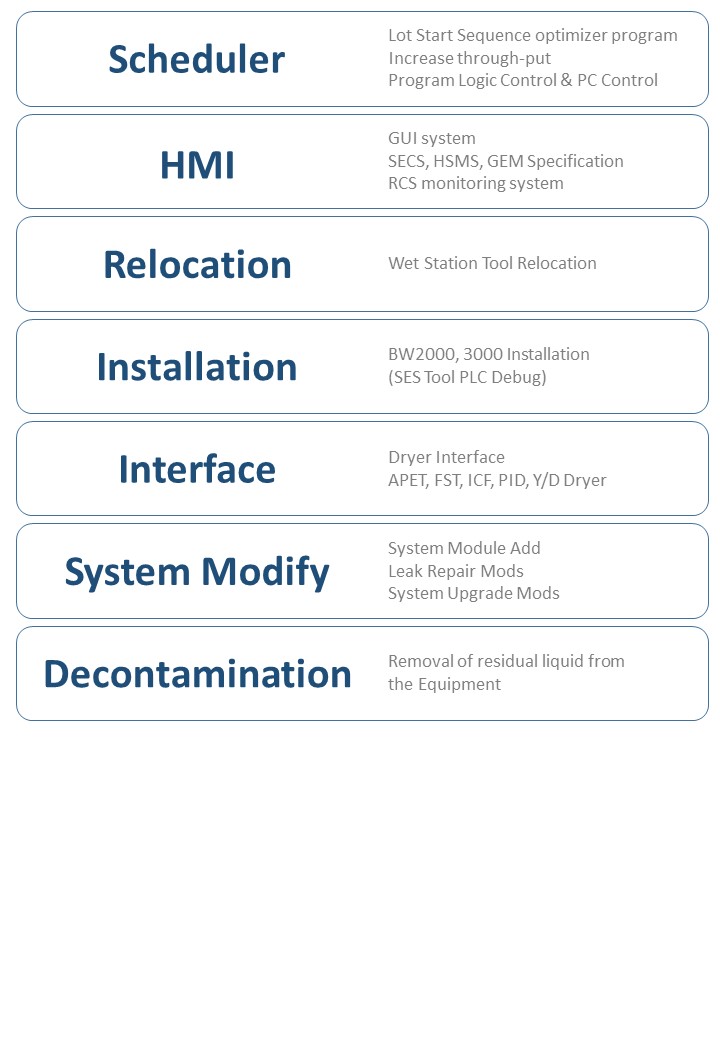 Scheduler
Lot Start Sequence optimizer program
Increase through-put
Program Logic Control & PC Control
HMI
GUI system
SECS, HSMS, GEM Specification
RCS monitoring system
Relocation
Wet Station Tool Relocation
Installation
BW2000, 3000 Installation
(SES Tool PLC Debug)
Interface
Dryer Interface
APET, FST, ICF, PID, Y/D Dryer
System Modify
System Module Add
Leak Repair Mods
System Upgrade Mods
Decontamination
Removal of residual liquid from
the Equipment